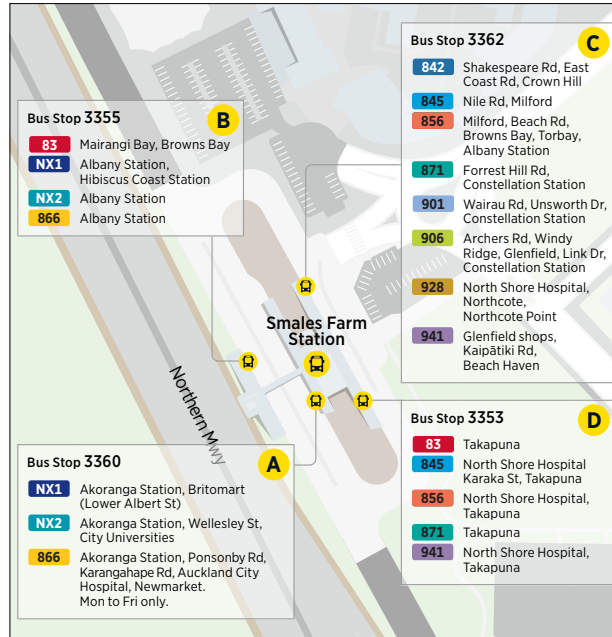 Bus Stop 3362
C
842 Shakespeare Rd, East
Coast Rd, Crown Hill
845 Nile Rd, Milford
856 Milford, Beach Rd,
Browns Bay, Torbay,
Albany Station
871 Forrest Hill Rd,
Constellation Station
901 Wairau Rd, Unsworth Dr,
Constellation Station
906 Archers Rd, Windy
Ridge, Glenfield, Link Dr,
Constellation Station
928 North Shore Hospital,
Northcote,
Northcote Point
941 Glenfield shops,
Kaipātiki Rd,
Beach Haven
Bus Stop 3355
B
83 Mairangi Bay, Browns Bay
NX1 Albany Station,
Hibiscus Coast Station
NX2 Albany Station
866 Albany Station
Smales Farm
Station
Northern Mwy
Bus Stop 3360
A
NX1 Akoranga Station, Britomart
(Lower Albert St)
NX2 Akoranga Station, Wellesley St,
City Universities
866 Akoranga Station, Ponsonby Rd,
Karangahape Rd, Auckland City
Hospital, Newmarket.
Mon to Fri only.
Bus Stop 3353
D
83 Takapuna
845 North Shore Hospital
Karaka St, Takapuna
856 North Shore Hospital,
Takapuna
871 Takapuna
941 North Shore Hospital,
Takapuna